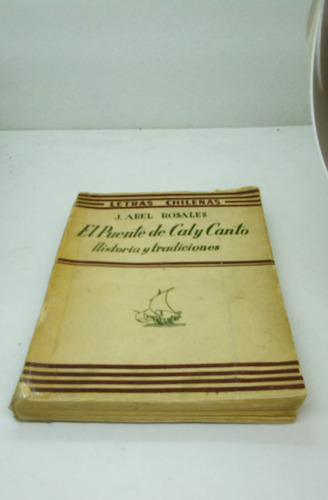 LETRAS CHILENAS
J. ABEL ROSALES
El Puente de Cal y Canto
Historia y tradiciones